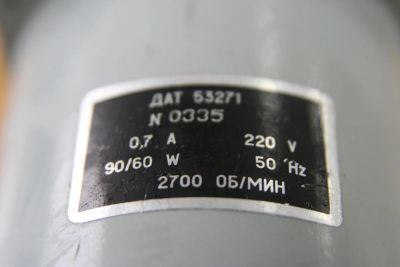 ДАТ 53271
N 0335
0,7 A 220 V
90/60 W 50 Hz
2700 ОБ/МИН